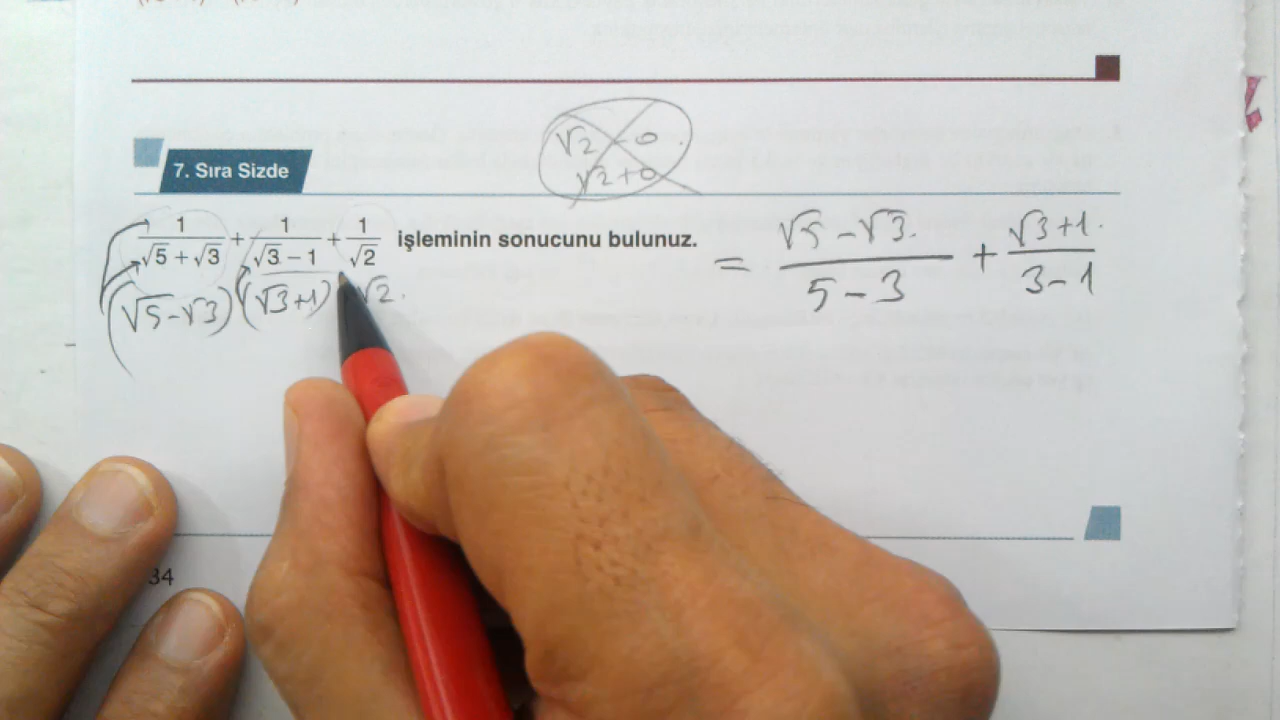 √2 - 0
√2 + 0
7. Sıra Sizde
1/(√5 + √3) + 1/(√3 - 1) + 1/√2 işleminin sonucunu bulunuz. = (√5 - √3)/(5 - 3) + (√3 + 1)/(3 - 1)
(√5 - √3) (√3+1) √2
34